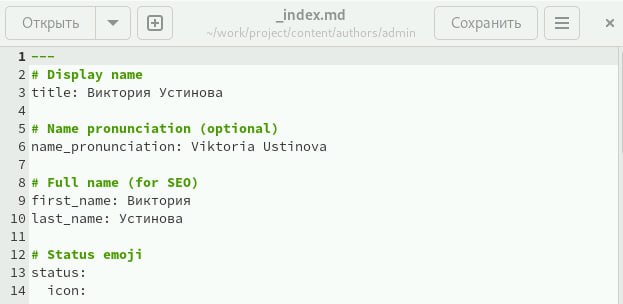 Открыть
_index.md
~/work/project/content/authors/admin
Сохранить
1 ---
2 # Display name
3 title: Виктория Устинова
4
5 # Name pronunciation (optional)
6 name_pronunciation: Viktoria Ustinova
7
8 # Full name (for SEO)
9 first_name: Виктория
10 last_name: Устинова
11
12 # Status emoji
13 status:
14   icon: